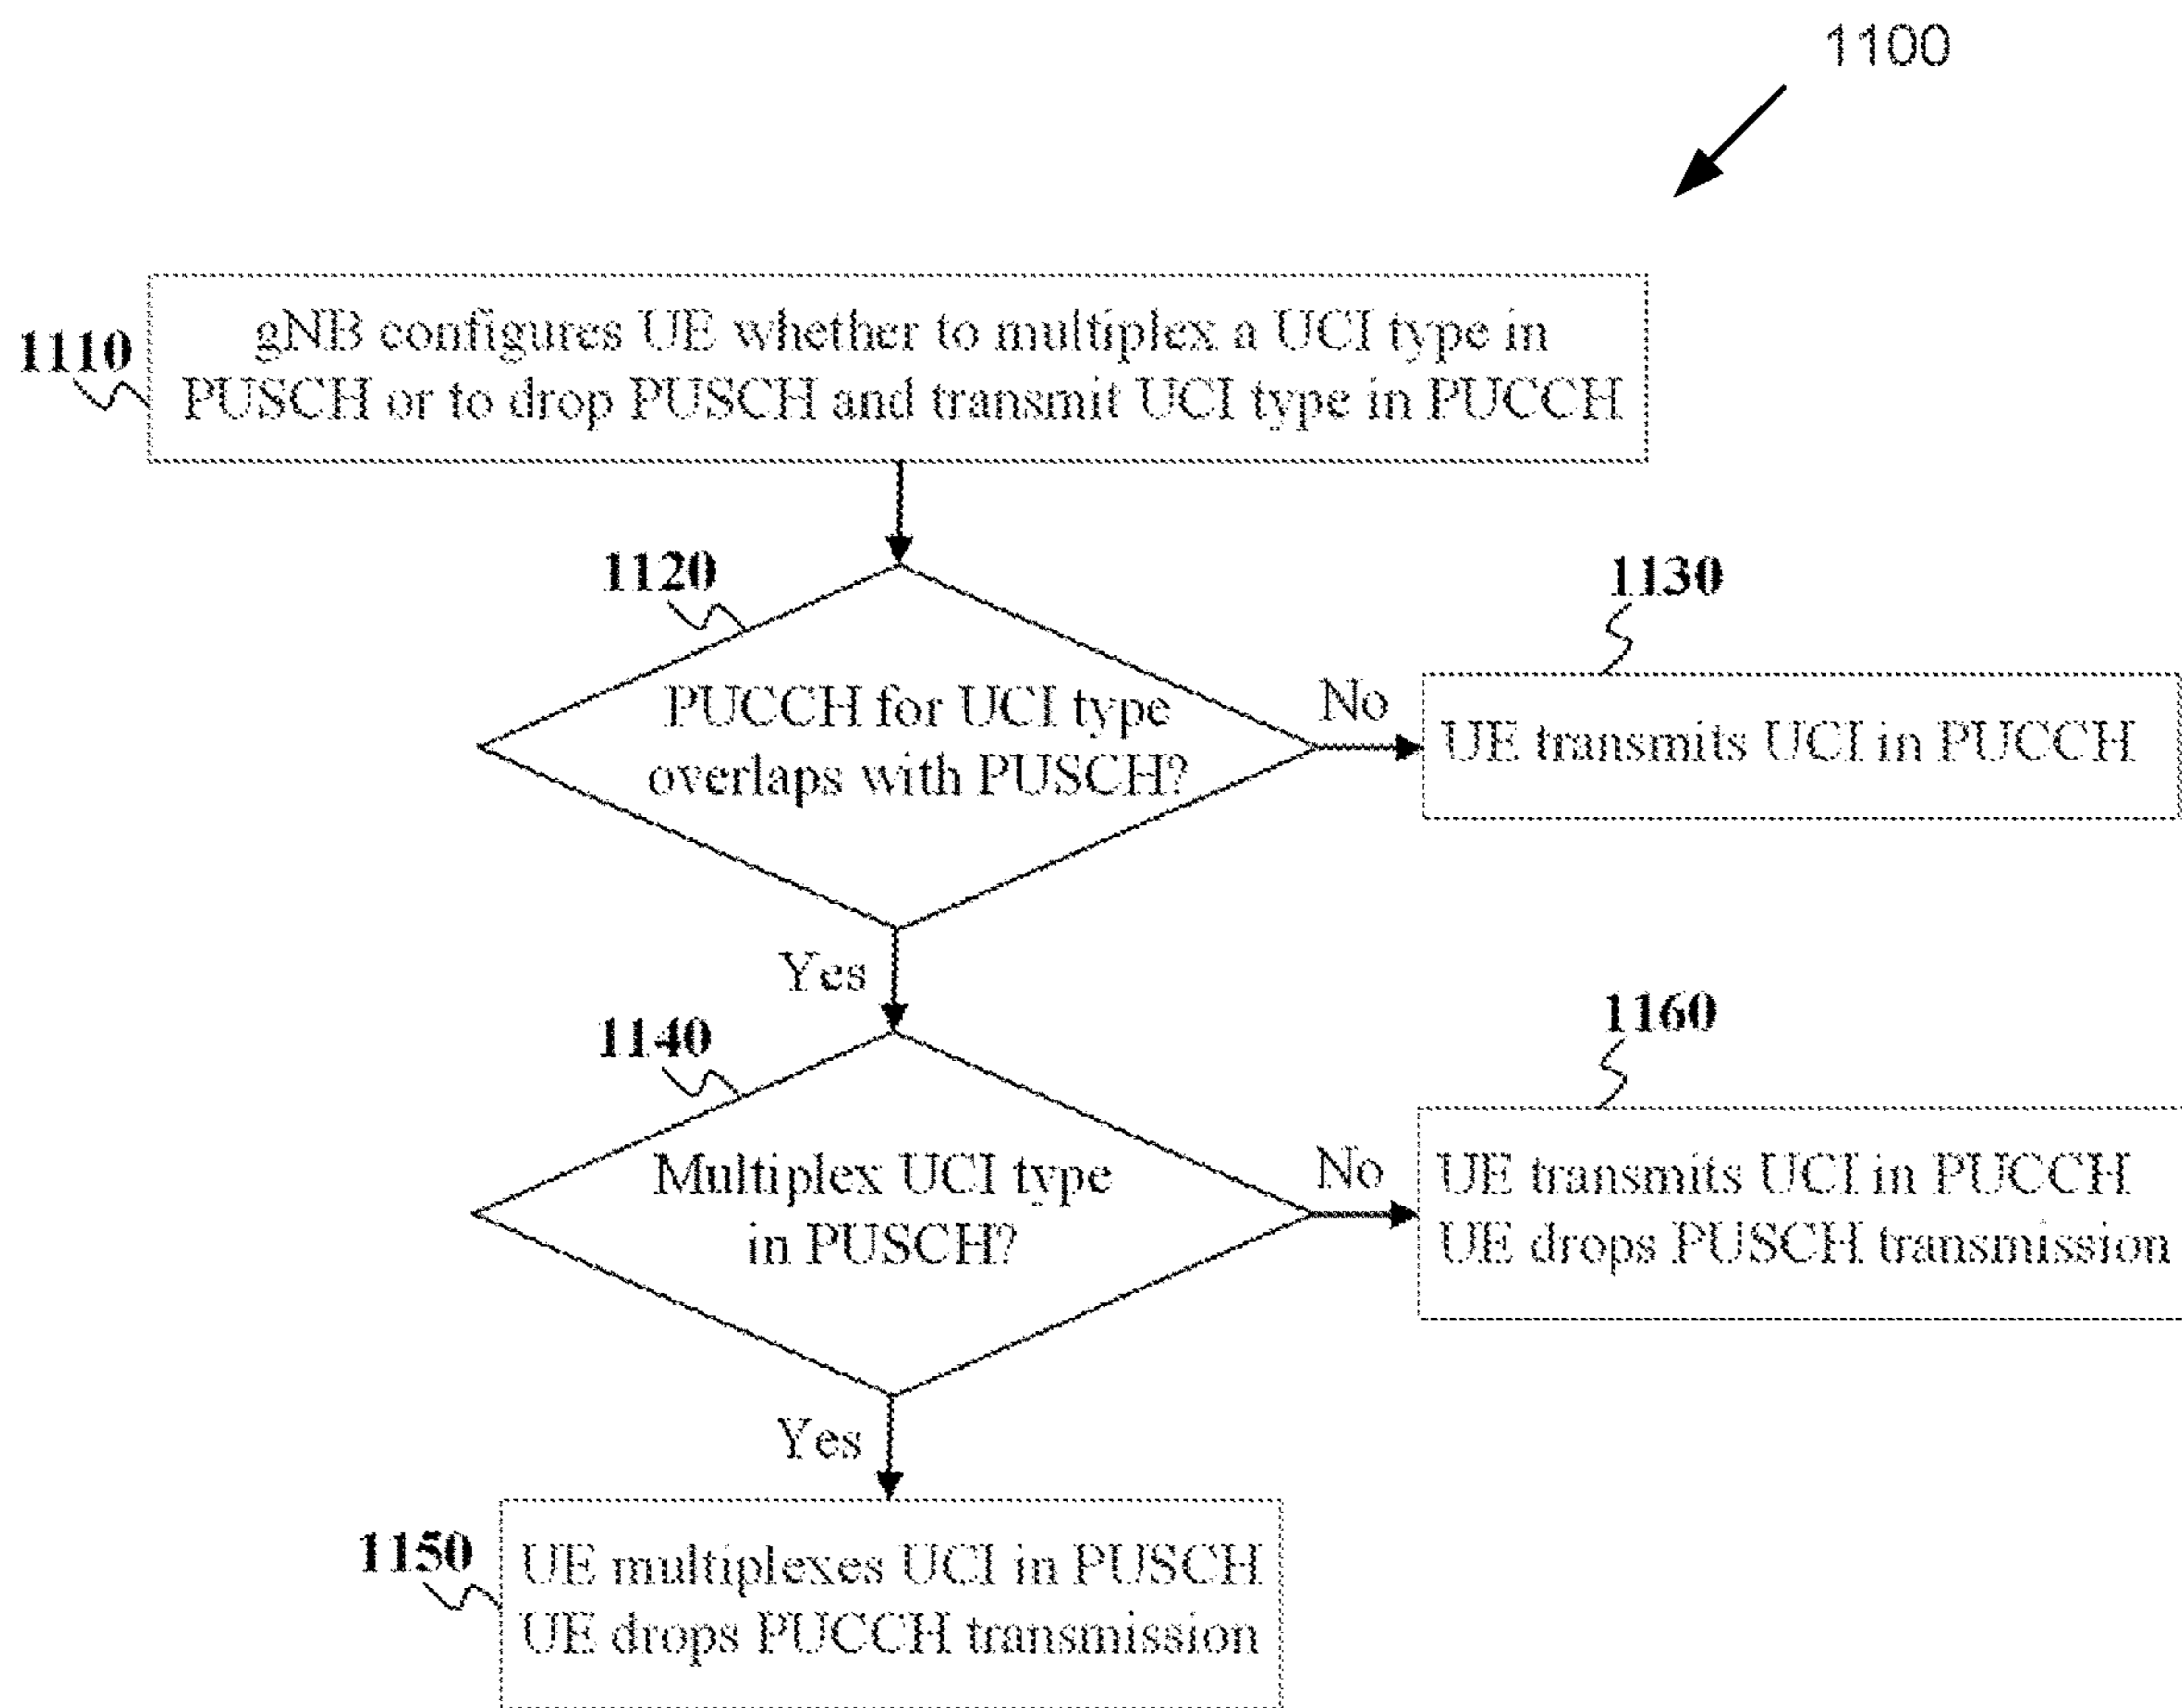 1100
1110
gNB configures UE whether to multiplex a UCI type in
PUSCH or to drop PUSCH and transmit UCI type in PUCCH
1120
PUCCH for UCI type
overlaps with PUSCH?
No
1130
UE transmits UCI in PUCCH
Yes
1140
Multiplex UCI type
in PUSCH?
No
1160
UE transmits UCI in PUCCH
UE drops PUSCH transmission
Yes
1150
UE multiplexes UCI in PUSCH
UE drops PUCCH transmission